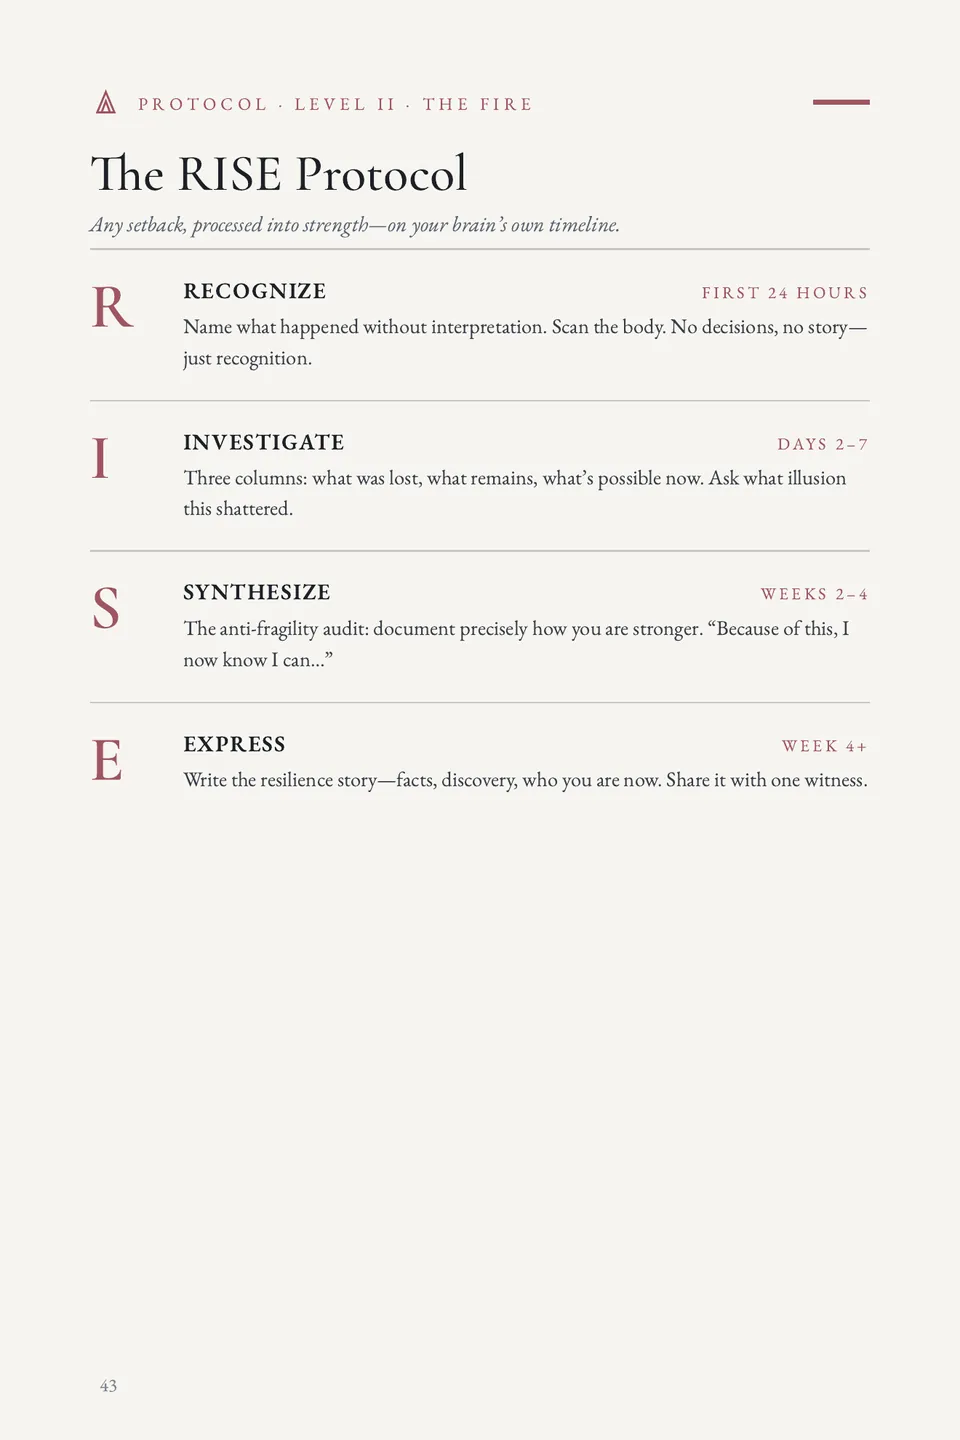 PROTOCOL · LEVEL II · THE FIRE
The RISE Protocol
Any setback, processed into strength—on your brain’s own timeline.
R
RECOGNIZE
FIRST 24 HOURS
Name what happened without interpretation. Scan the body. No decisions, no story—
just recognition.
I
INVESTIGATE
DAYS 2–7
Three columns: what was lost, what remains, what’s possible now. Ask what illusion
this shattered.
S
SYNTHESIZE
WEEKS 2–4
The anti-fragility audit: document precisely how you are stronger. “Because of this, I
now know I can…”
E
EXPRESS
WEEK 4+
Write the resilience story—facts, discovery, who you are now. Share it with one witness.
43